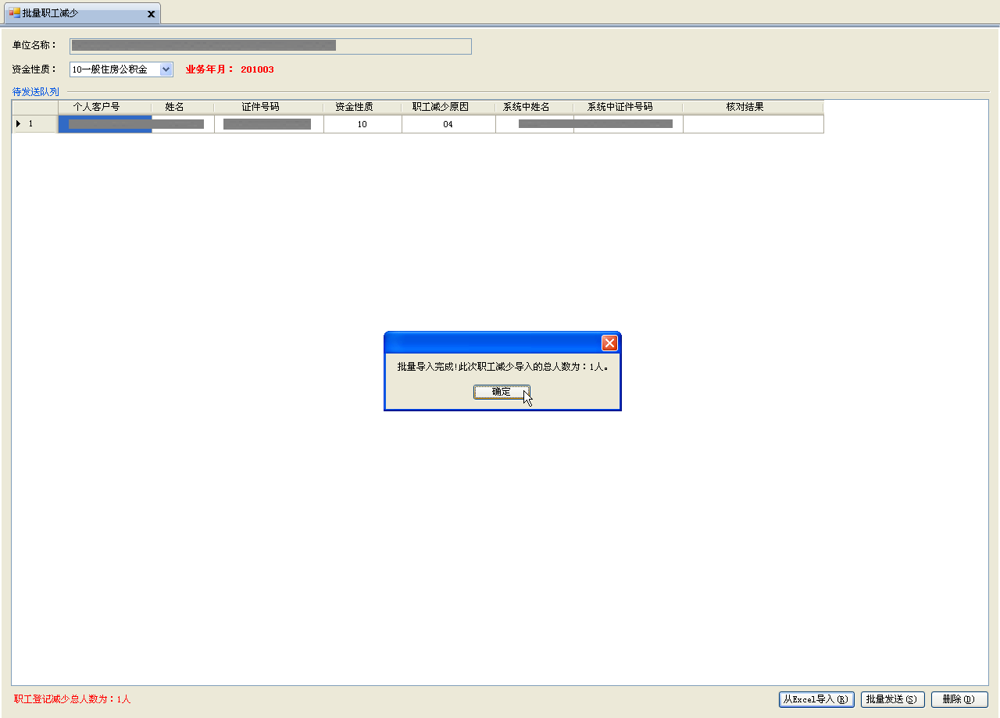 批量职工减少
单位名称：
资金性质： 10一般住房公积金 业务年月： 201003
待发送队列
个人客户号 姓名 证件号码 资金性质 职工减少原因 系统中姓名 系统中证件号码 核对结果
1 10 04
批量导入完成!此次职工减少导入的总人数为：1人。
确定
职工登记减少总人数为：1人 从Excel导入(R) 批量发送(S) 删除(D)